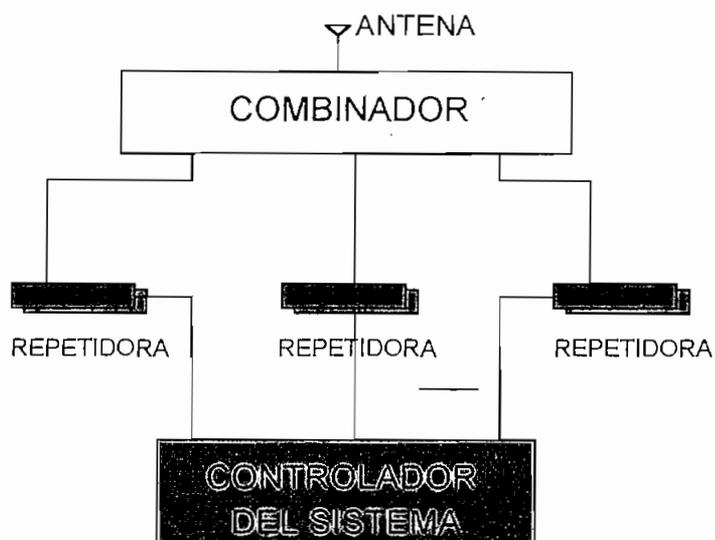 ANTENA
COMBINADOR
REPETIDORA REPETIDORA REPETIDORA
CONTROLADOR
DEL SISTEMA